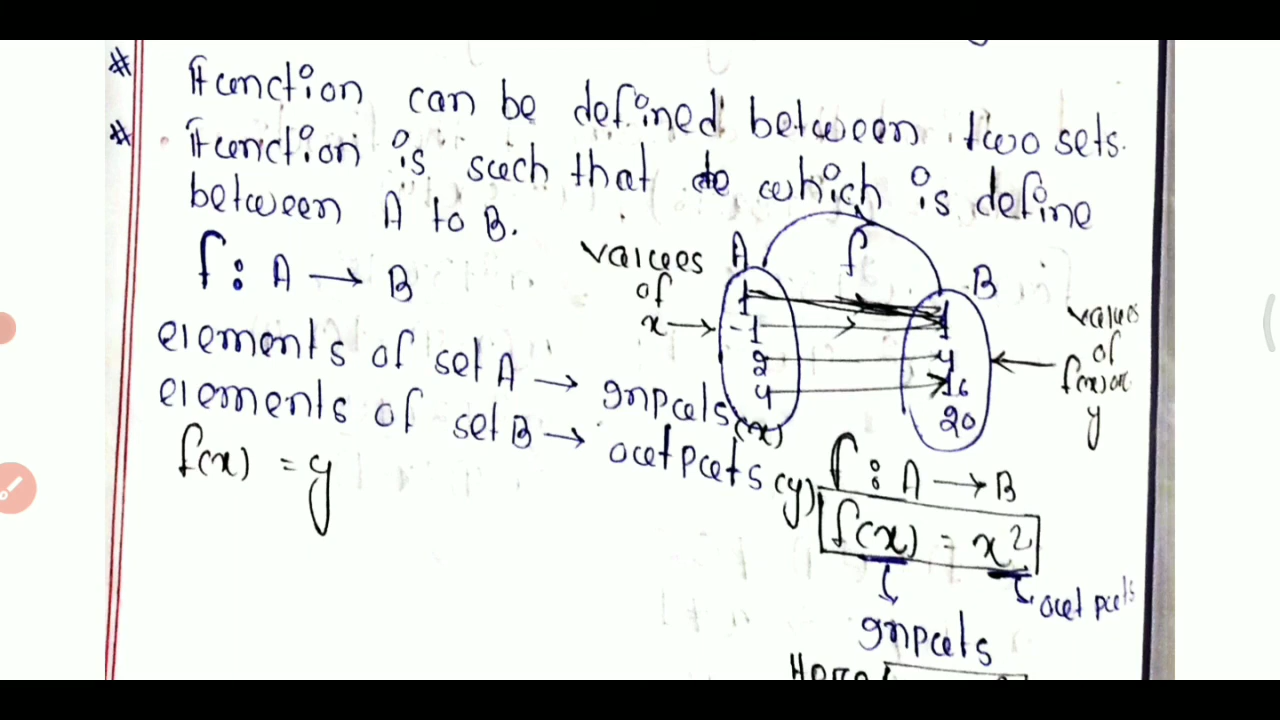 # Function can be defined between two sets.
# Function is such that which is define
between A to B.
f : A → B
elements of set A → Inputs (x)
elements of set B → outputs (y)
f(x) = y
values
of
x →
A
f
B
1
-1
2
4
1
4
16
20
values
of
f(x) or
y
f : A → B
f(x) = x²
outputs
Inputs